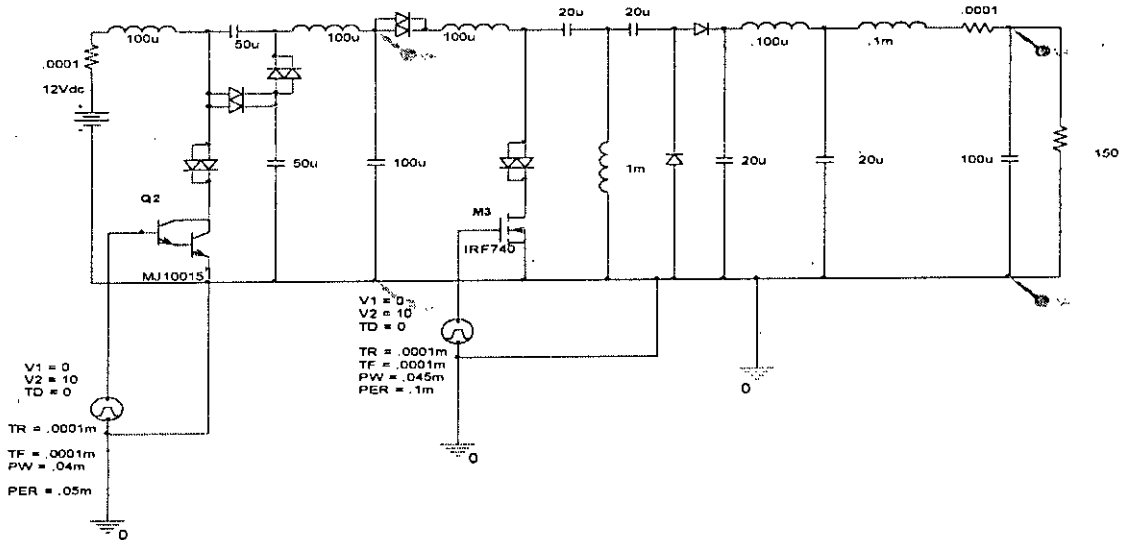 100u
50u
100u
100u
20u
20u
.100u
.1m
.0001
.0001
12Vdc
50u
100u
1m
20u
20u
100u
150
Q2
MJ10015
M3
IRF740
V1 = 0
V2 = 10
TD = 0
TR = .0001m
TF = .0001m
PW = .045m
PER = .1m
0
V1 = 0
V2 = 10
TD = 0
TR = .0001m
TF = .0001m
PW = .04m
PER = .05m
0
0